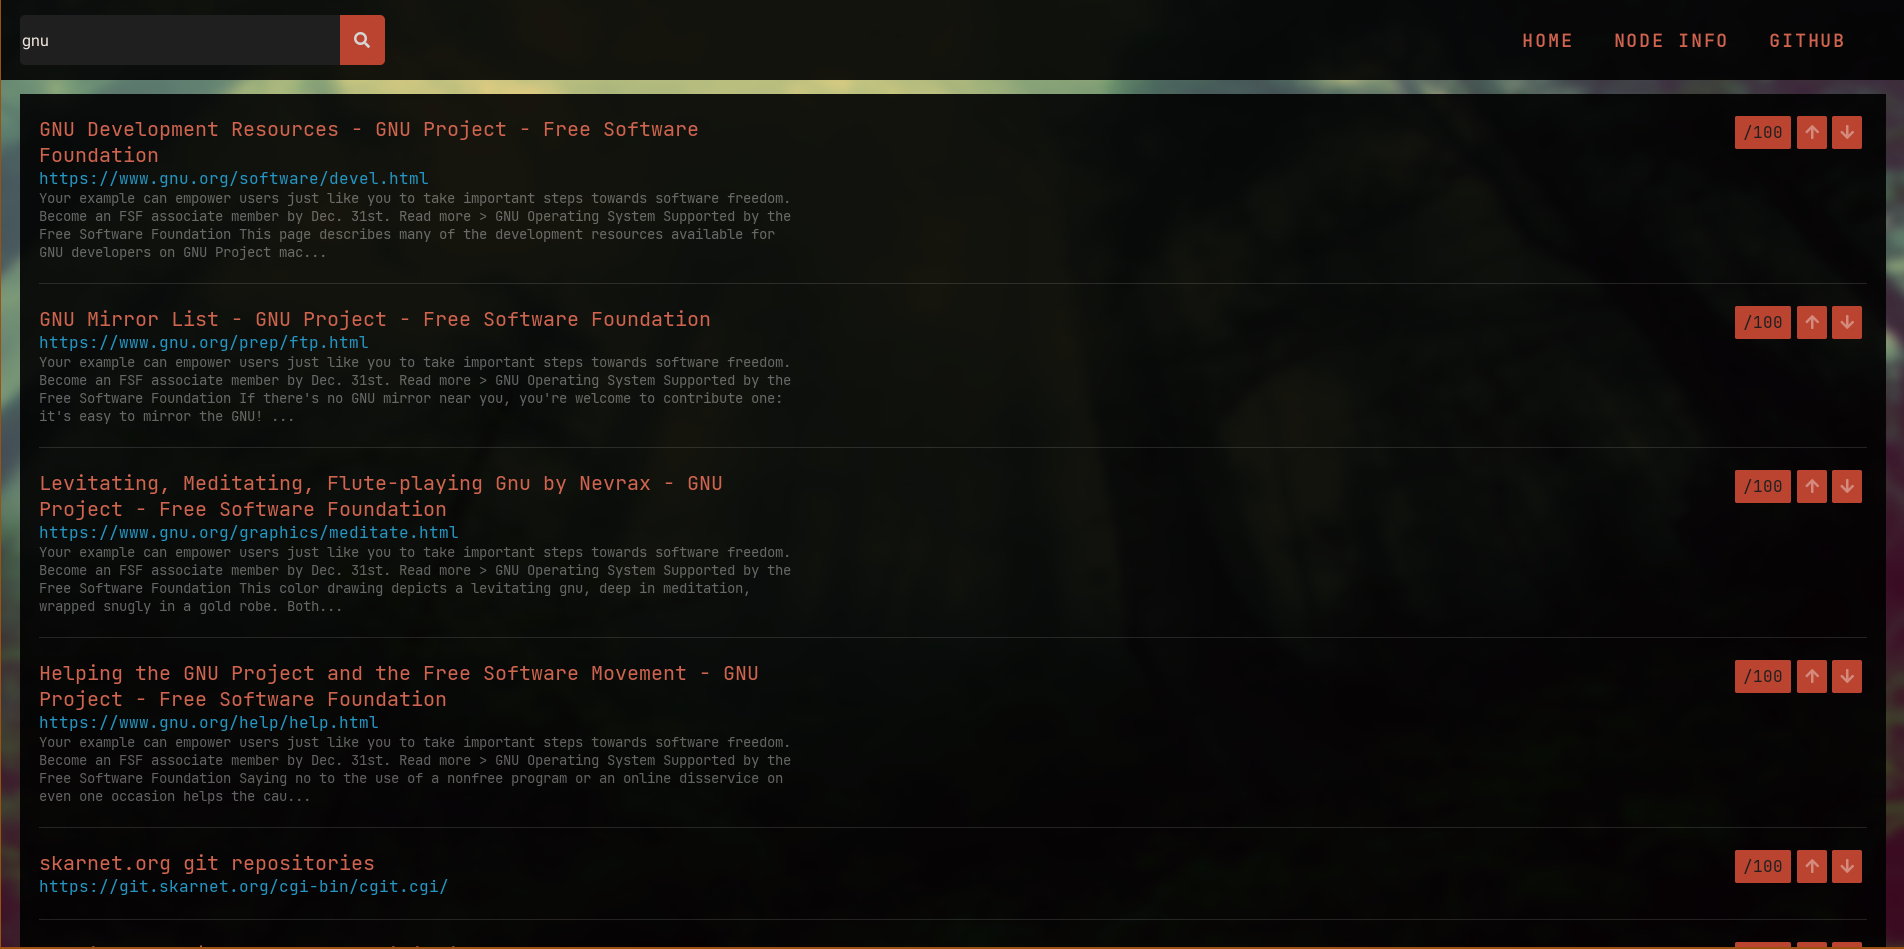 gnu
HOME NODE INFO GITHUB
GNU Development Resources - GNU Project - Free Software
Foundation
/100
https://www.gnu.org/software/devel.html
Your example can empower users just like you to take important steps towards software freedom.
Become an FSF associate member by Dec. 31st. Read more > GNU Operating System Supported by the
Free Software Foundation This page describes many of the development resources available for
GNU developers on GNU Project mac...
GNU Mirror List - GNU Project - Free Software Foundation
/100
https://www.gnu.org/prep/ftp.html
Your example can empower users just like you to take important steps towards software freedom.
Become an FSF associate member by Dec. 31st. Read more > GNU Operating System Supported by the
Free Software Foundation If there's no GNU mirror near you, you're welcome to contribute one:
it's easy to mirror the GNU! ...
Levitating, Meditating, Flute-playing Gnu by Nevrax - GNU
Project - Free Software Foundation
/100
https://www.gnu.org/graphics/meditate.html
Your example can empower users just like you to take important steps towards software freedom.
Become an FSF associate member by Dec. 31st. Read more > GNU Operating System Supported by the
Free Software Foundation This color drawing depicts a levitating gnu, deep in meditation,
wrapped snugly in a gold robe. Both...
Helping the GNU Project and the Free Software Movement - GNU
Project - Free Software Foundation
/100
https://www.gnu.org/help/help.html
Your example can empower users just like you to take important steps towards software freedom.
Become an FSF associate member by Dec. 31st. Read more > GNU Operating System Supported by the
Free Software Foundation Saying no to the use of a nonfree program or an online disservice on
even one occasion helps the cau...
skarnet.org git repositories
/100
https://git.skarnet.org/cgi-bin/cgit.cgi/